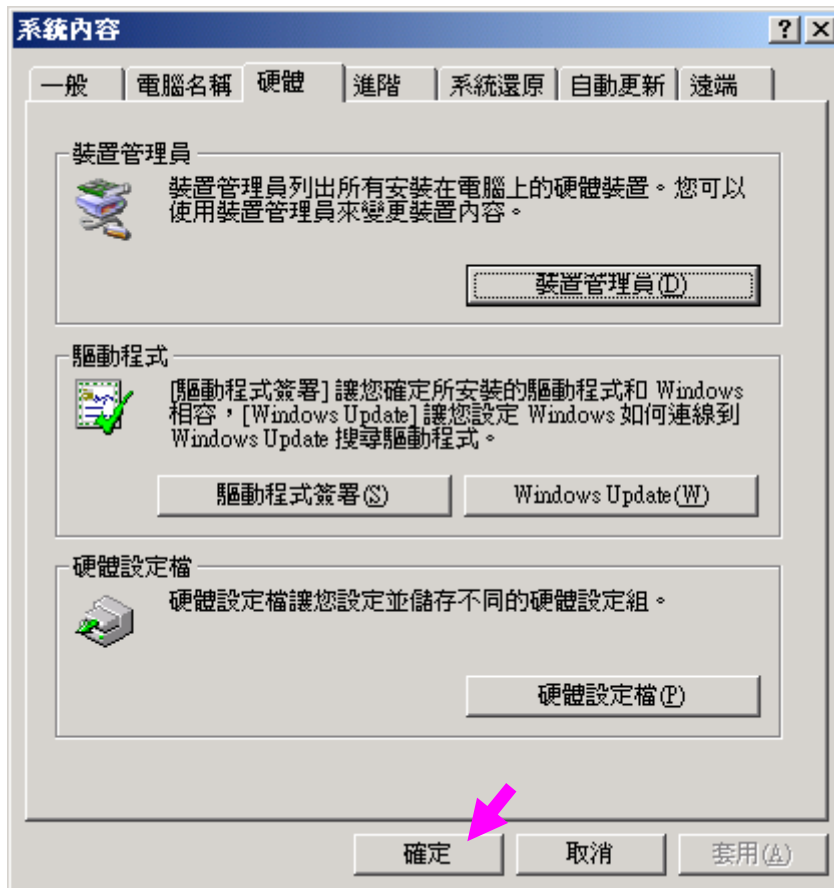 系統內容
一般 電腦名稱 硬體 進階 系統還原 自動更新 遠端
裝置管理員
裝置管理員列出所有安裝在電腦上的硬體裝置。您可以
使用裝置管理員來變更裝置內容。
裝置管理員(D)
驅動程式
[驅動程式簽署] 讓您確定所安裝的驅動程式和 Windows
相容，[Windows Update] 讓您設定 Windows 如何連線到
Windows Update 搜尋驅動程式。
驅動程式簽署(S) Windows Update(W)
硬體設定檔
硬體設定檔讓您設定並儲存不同的硬體設定組。
硬體設定檔(P)
確定 取消 套用(A)